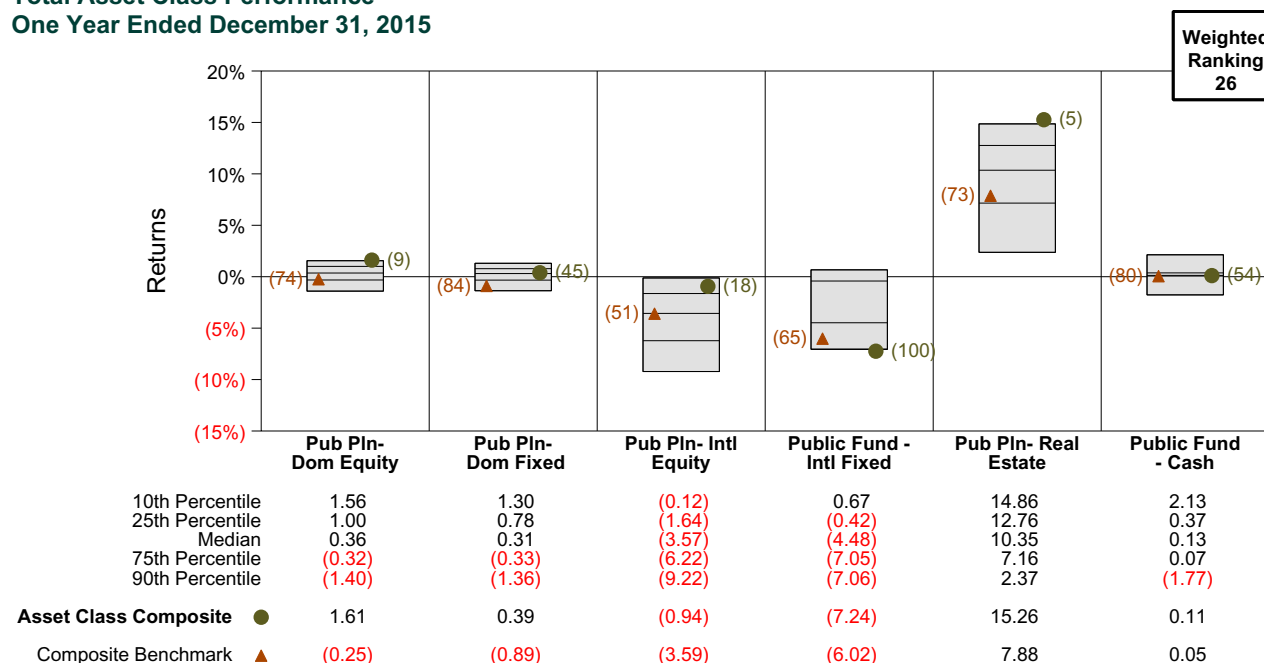 Total Asset Class Performance
One Year Ended December 31, 2015
Weighted
Ranking
26
20%
15%
10%
5%
0%
(5%)
(10%)
(15%)
Returns
(74) (9)
(84) (45)
(51) (18)
(65) (100)
(73) (5)
(80) (54)
Pub Pln- Pub Pln- Pub Pln- Intl Public Fund - Pub Pln- Real Public Fund
Dom Equity Dom Fixed Equity Intl Fixed Estate - Cash
10th Percentile 1.56 1.30 (0.12) 0.67 14.86 2.13
25th Percentile 1.00 0.78 (1.64) (0.42) 12.76 0.37
Median 0.36 0.31 (3.57) (4.48) 10.35 0.13
75th Percentile (0.32) (0.33) (6.22) (7.05) 7.16 0.07
90th Percentile (1.40) (1.36) (9.22) (7.06) 2.37 (1.77)
Asset Class Composite 1.61 0.39 (0.94) (7.24) 15.26 0.11
Composite Benchmark (0.25) (0.89) (3.59) (6.02) 7.88 0.05